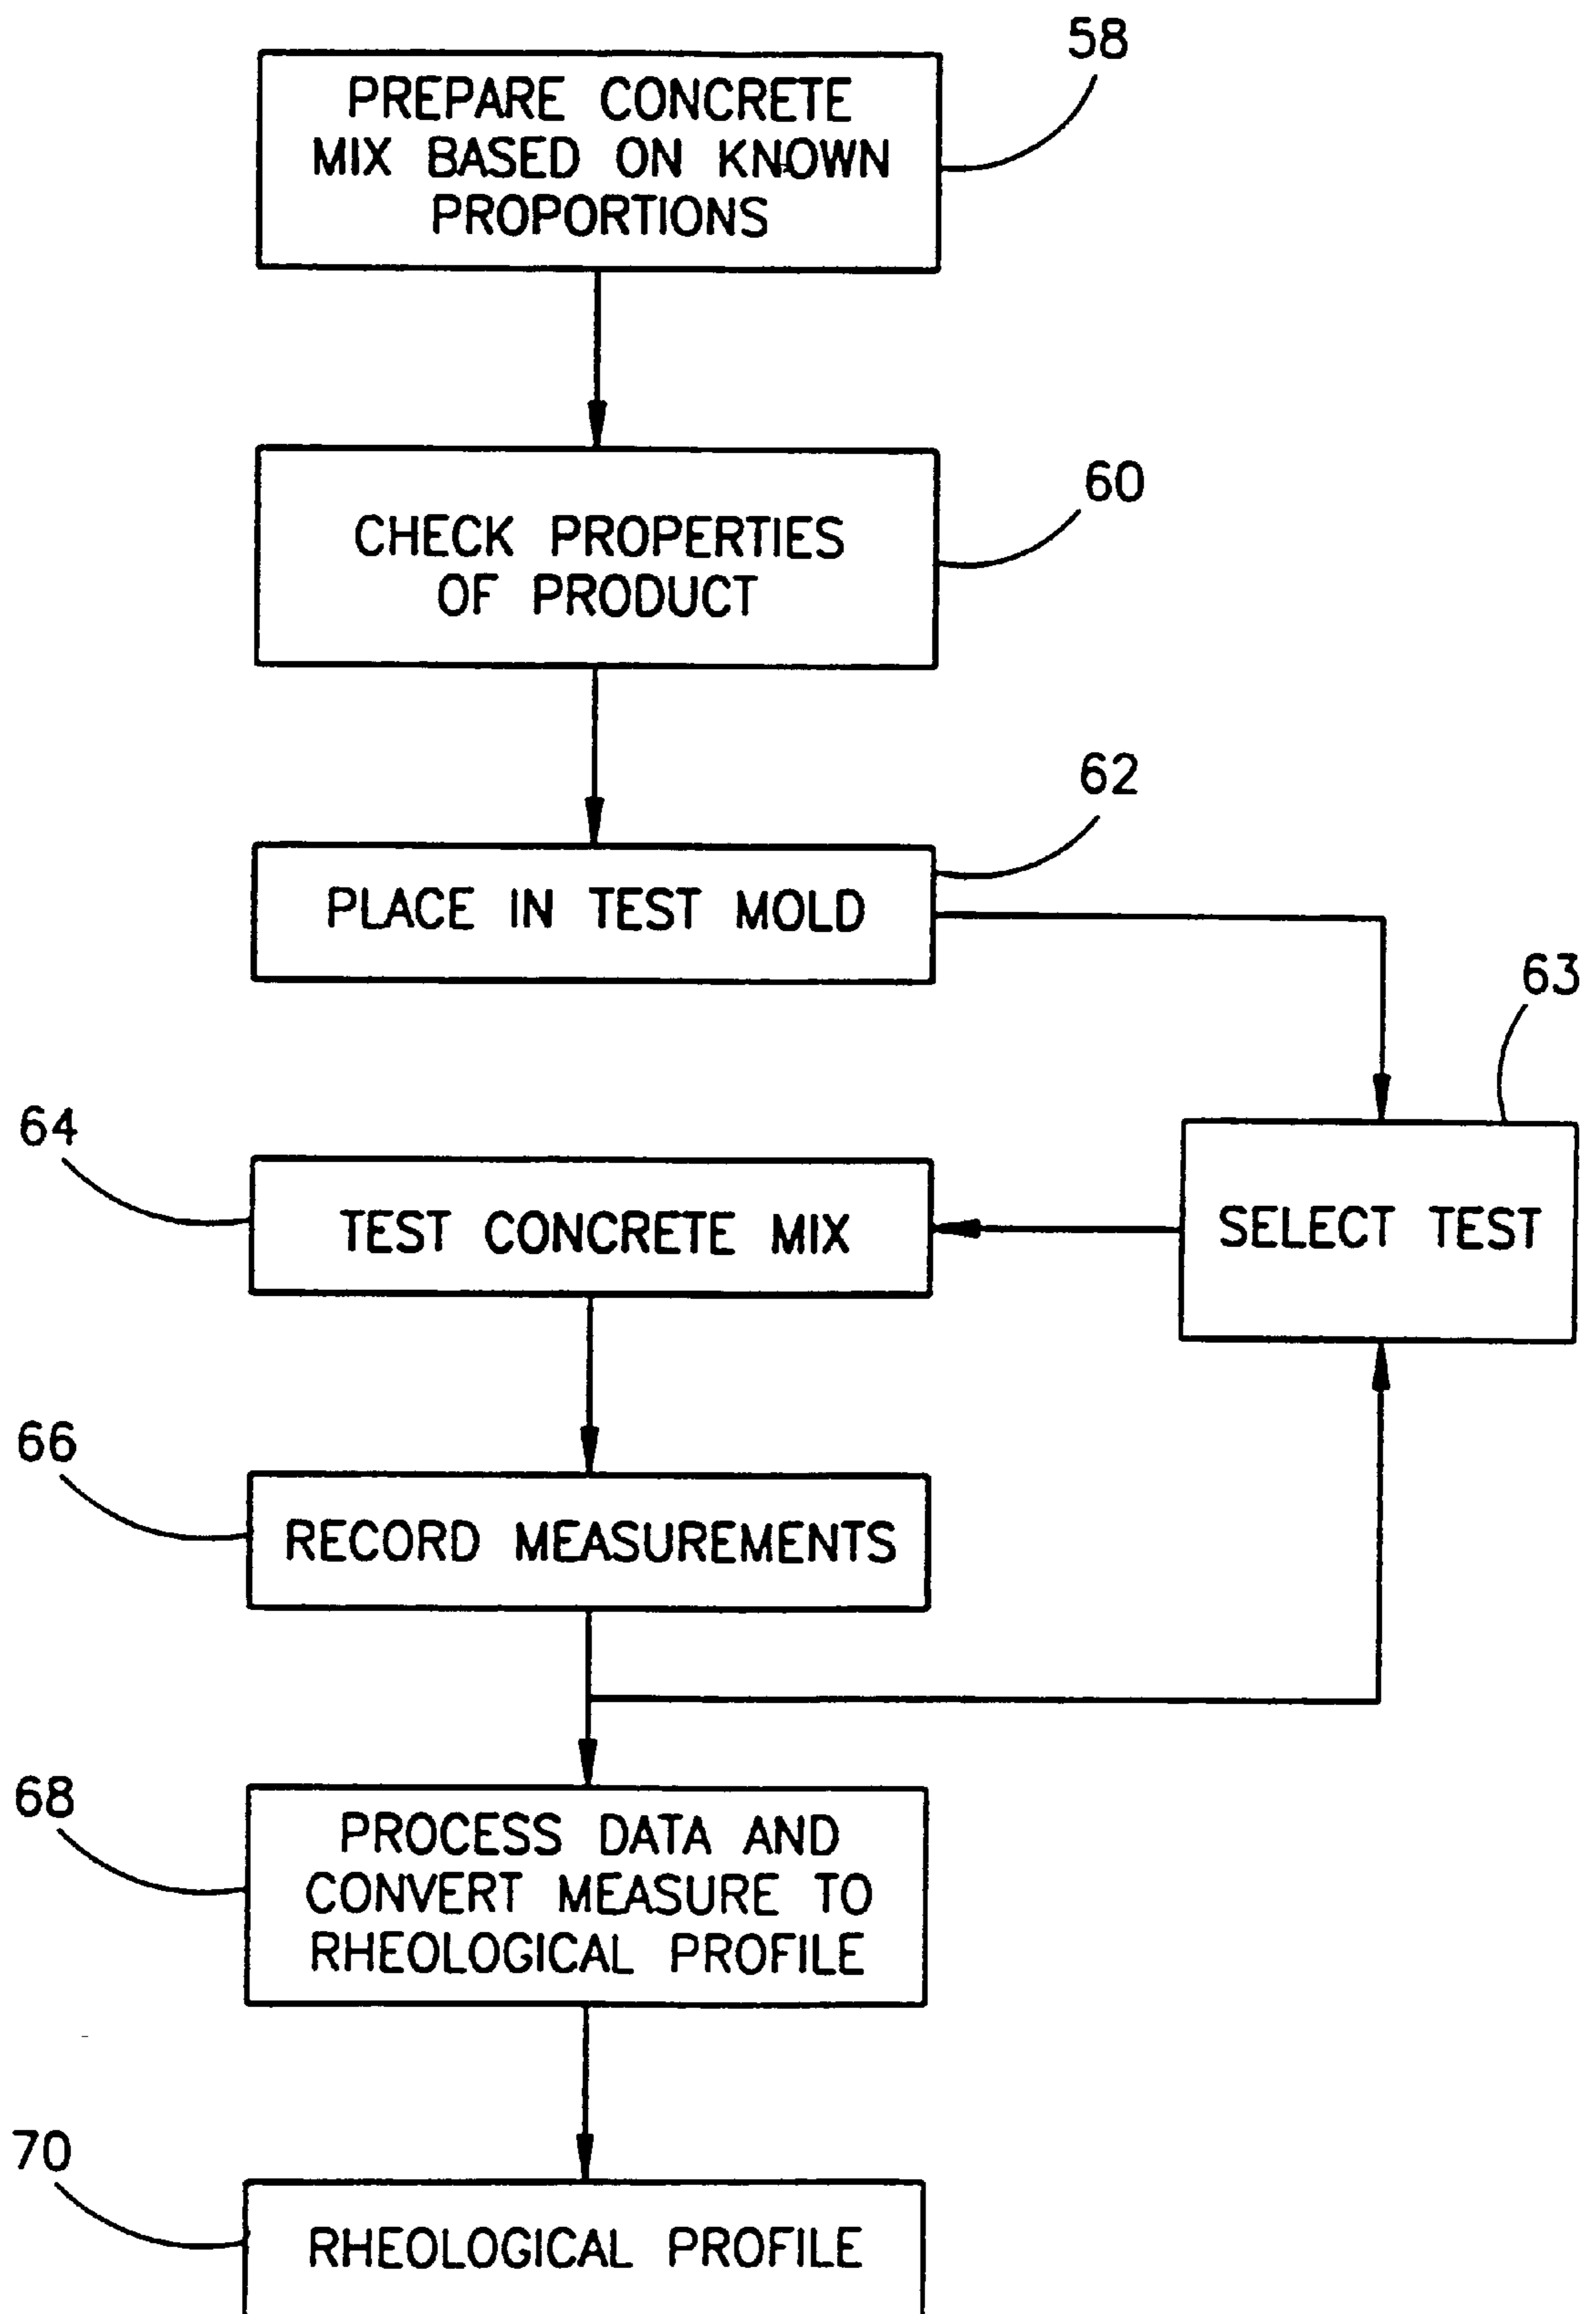 58
PREPARE CONCRETE
MIX BASED ON KNOWN
PROPORTIONS
60
CHECK PROPERTIES
OF PRODUCT
62
PLACE IN TEST MOLD
63
SELECT TEST
64
TEST CONCRETE MIX
66
RECORD MEASUREMENTS
68
PROCESS DATA AND
CONVERT MEASURE TO
RHEOLOGICAL PROFILE
70
RHEOLOGICAL PROFILE